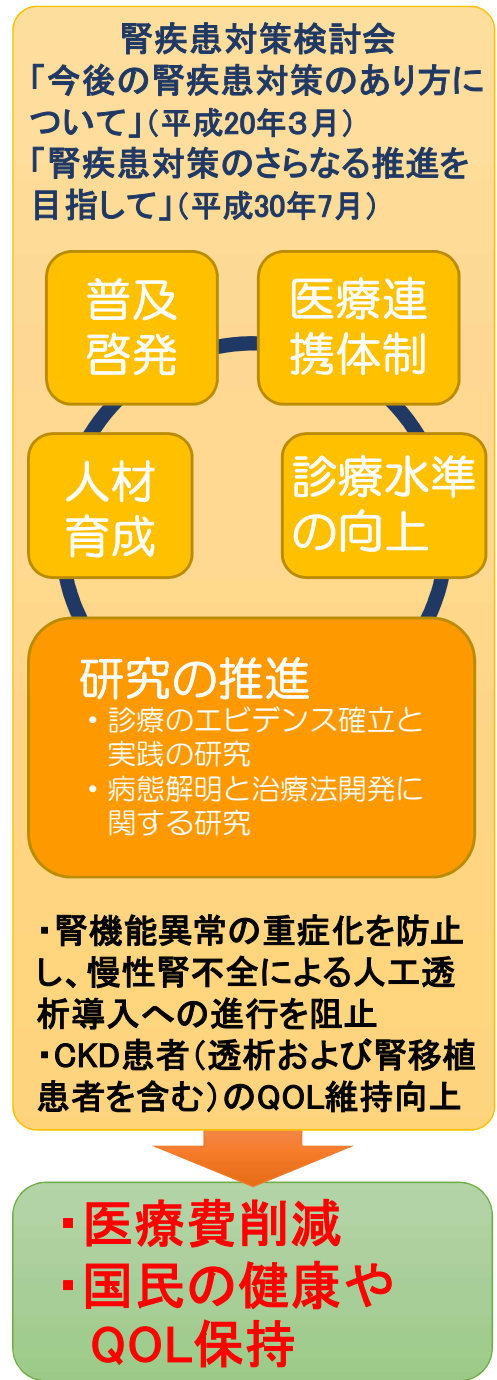 腎疾患対策検討会
「今後の腎疾患対策のあり方に
ついて」（平成20年３月）
「腎疾患対策のさらなる推進を
目指して」（平成30年7月）
普及
啓発
医療連
携体制
人材
育成
診療水準
の向上
研究の推進
・診療のエビデンス確立と
実践の研究
・病態解明と治療法開発に
関する研究
・腎機能異常の重症化を防止
し、慢性腎不全による人工透
析導入への進行を阻止
・CKD患者（透析および腎移植
患者を含む）のQOL維持向上
・医療費削減
・国民の健康や
QOL保持